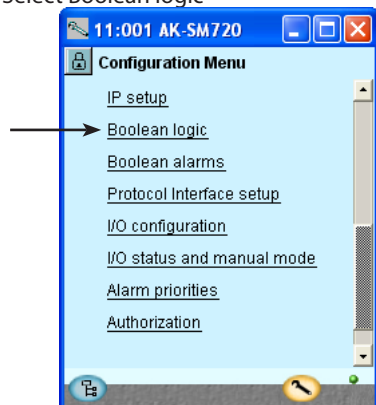 Select Boolean logic
11:001 AK-SM720
Configuration Menu
IP setup
Boolean logic
Boolean alarms
Protocol Interface setup
I/O configuration
I/O status and manual mode
Alarm priorities
Authorization